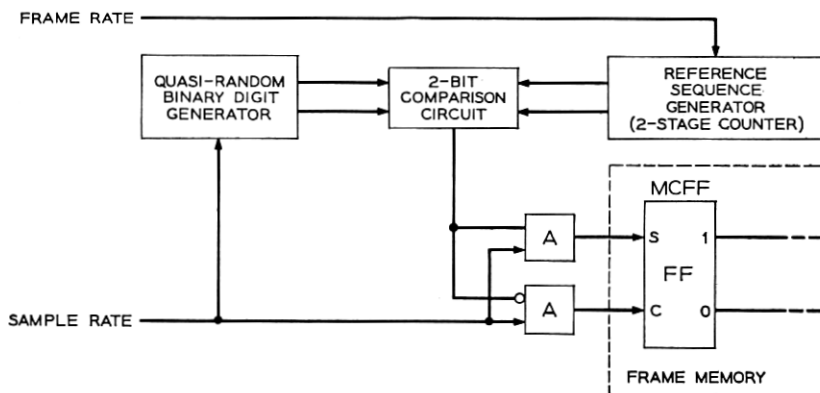 FRAME RATE
QUASI-RANDOM
BINARY DIGIT
GENERATOR
2-BIT
COMPARISON
CIRCUIT
REFERENCE
SEQUENCE
GENERATOR
(2-STAGE COUNTER)
MCFF
A
S 1
FF
A
C 0
SAMPLE RATE
FRAME MEMORY